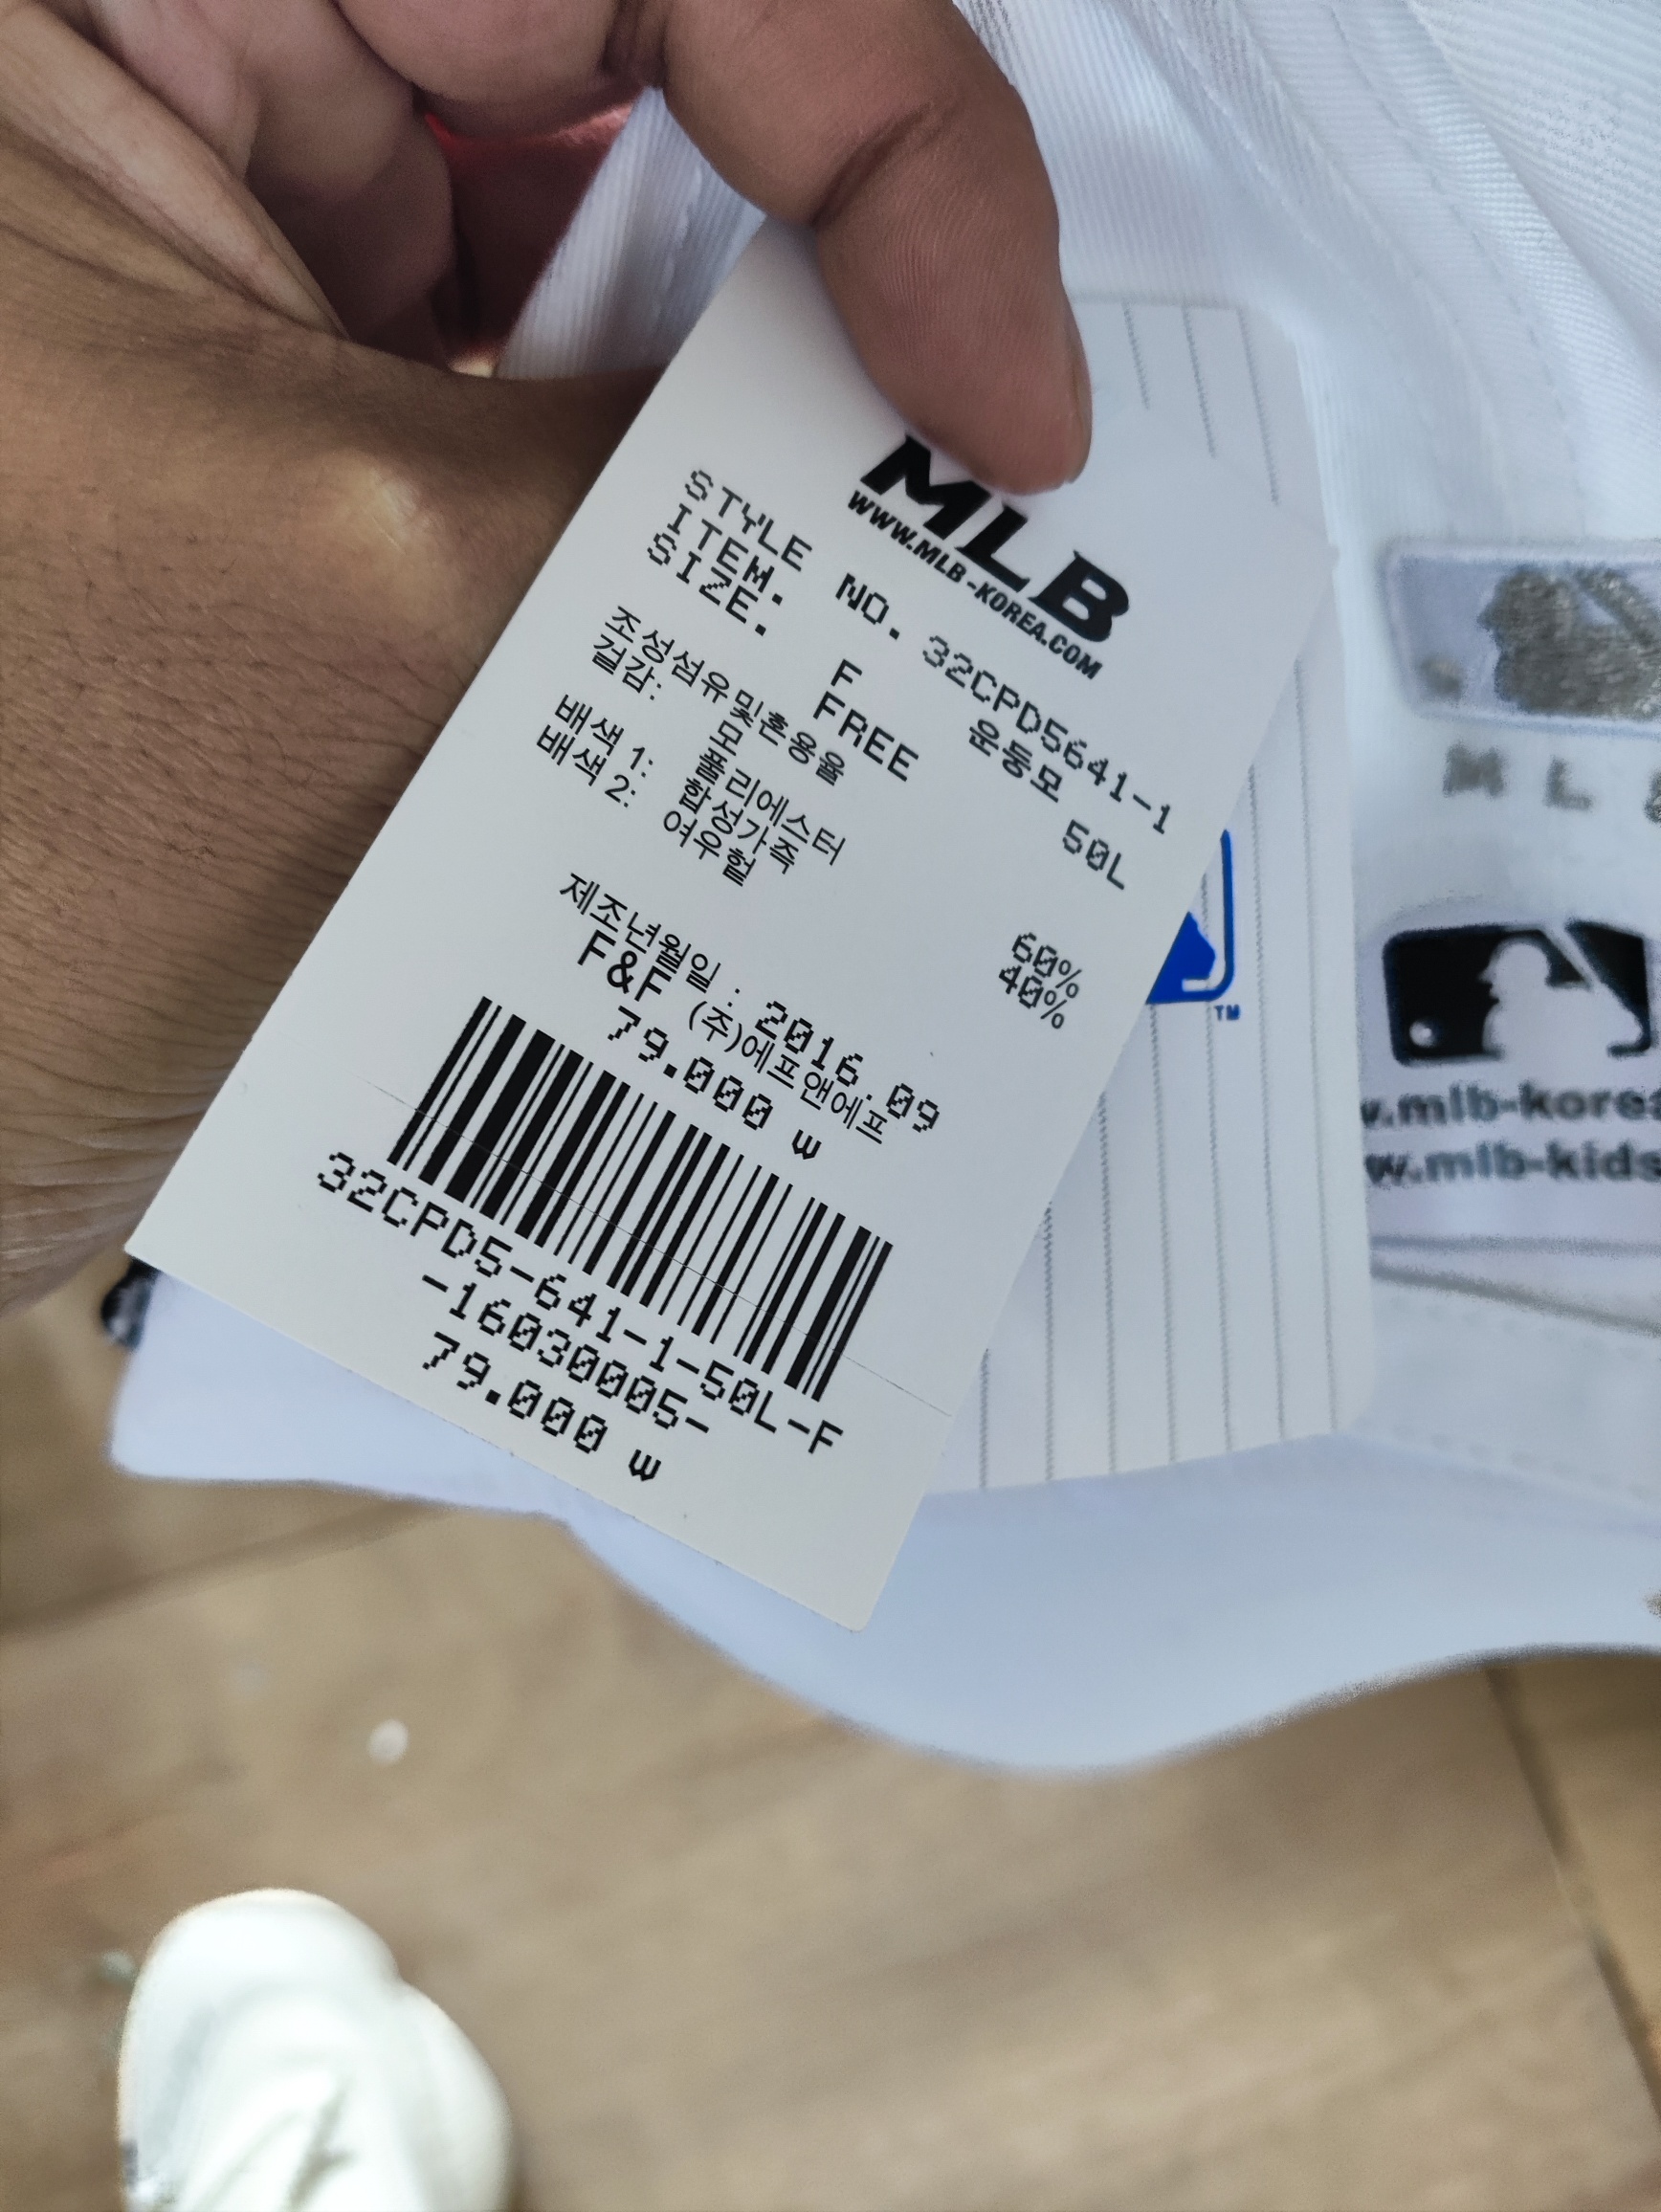 MLB
WWW.MLB-KOREA.COM
STYLE NO. 32CPD5641-1
ITEM. F 운동모
SIZE. FREE 50L
조성섬유및혼용율
겉감: 모 60%
폴리에스터 40%
배색 1: 합성가죽
배색 2: 여우털
제조년월일 : 2016.09
F&F (주)에프앤에프
79.000 w
32CPD5-641-1-50L-F
-16030005-
79.000 w
TM
M L
.mlb-korea
w.mlb-kids